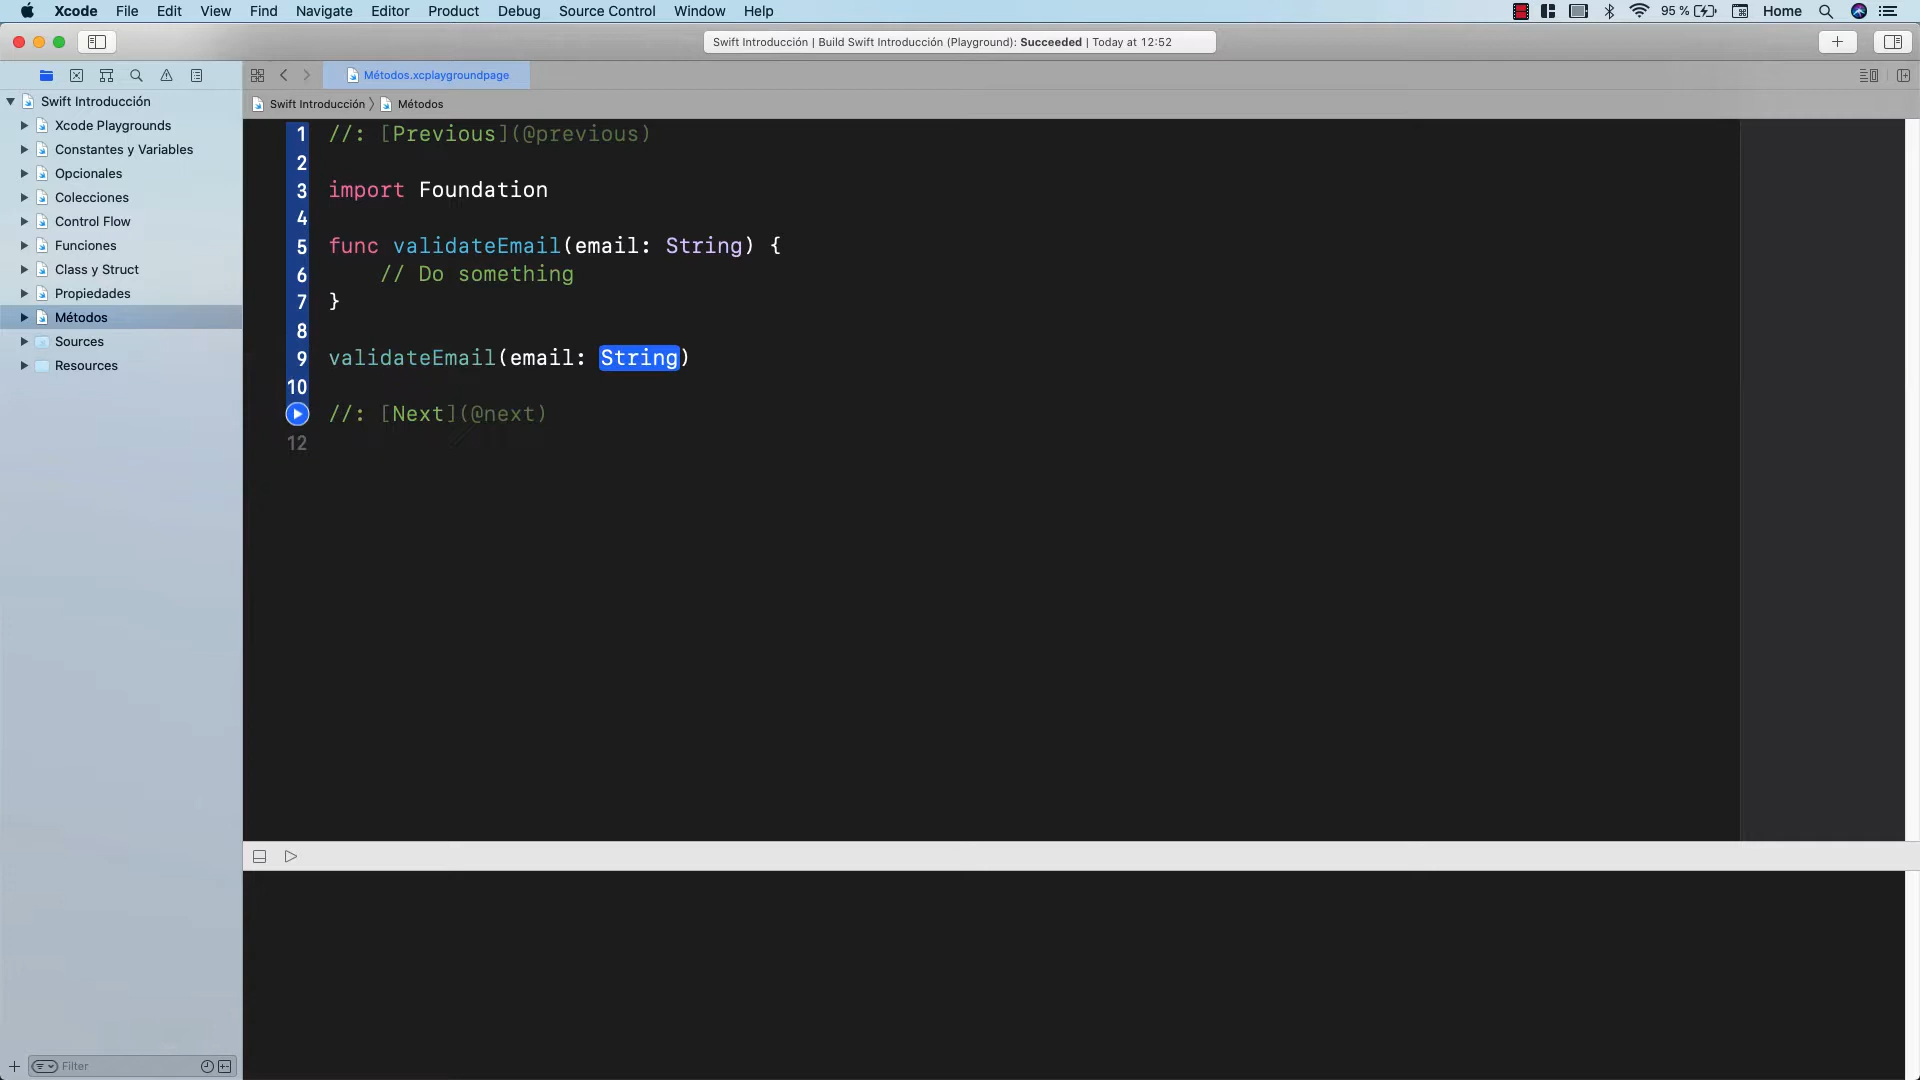 Xcode File Edit View Find Navigate Editor Product Debug Source Control Window Help 95 % Home
Swift Introducción | Build Swift Introducción (Playground): Succeeded | Today at 12:52
Métodos.xcplaygroundpage
Swift Introducción
Swift Introducción 〉 Métodos
Xcode Playgrounds
Constantes y Variables
Opcionales
Colecciones
Control Flow
Funciones
Class y Struct
Propiedades
Métodos
Sources
Resources
1 //: [Previous](@previous)
2
3 import Foundation
4
5 func validateEmail(email: String) {
6 // Do something
7 }
8
9 validateEmail(email: String)
10
//: [Next](@next)
12
Filter